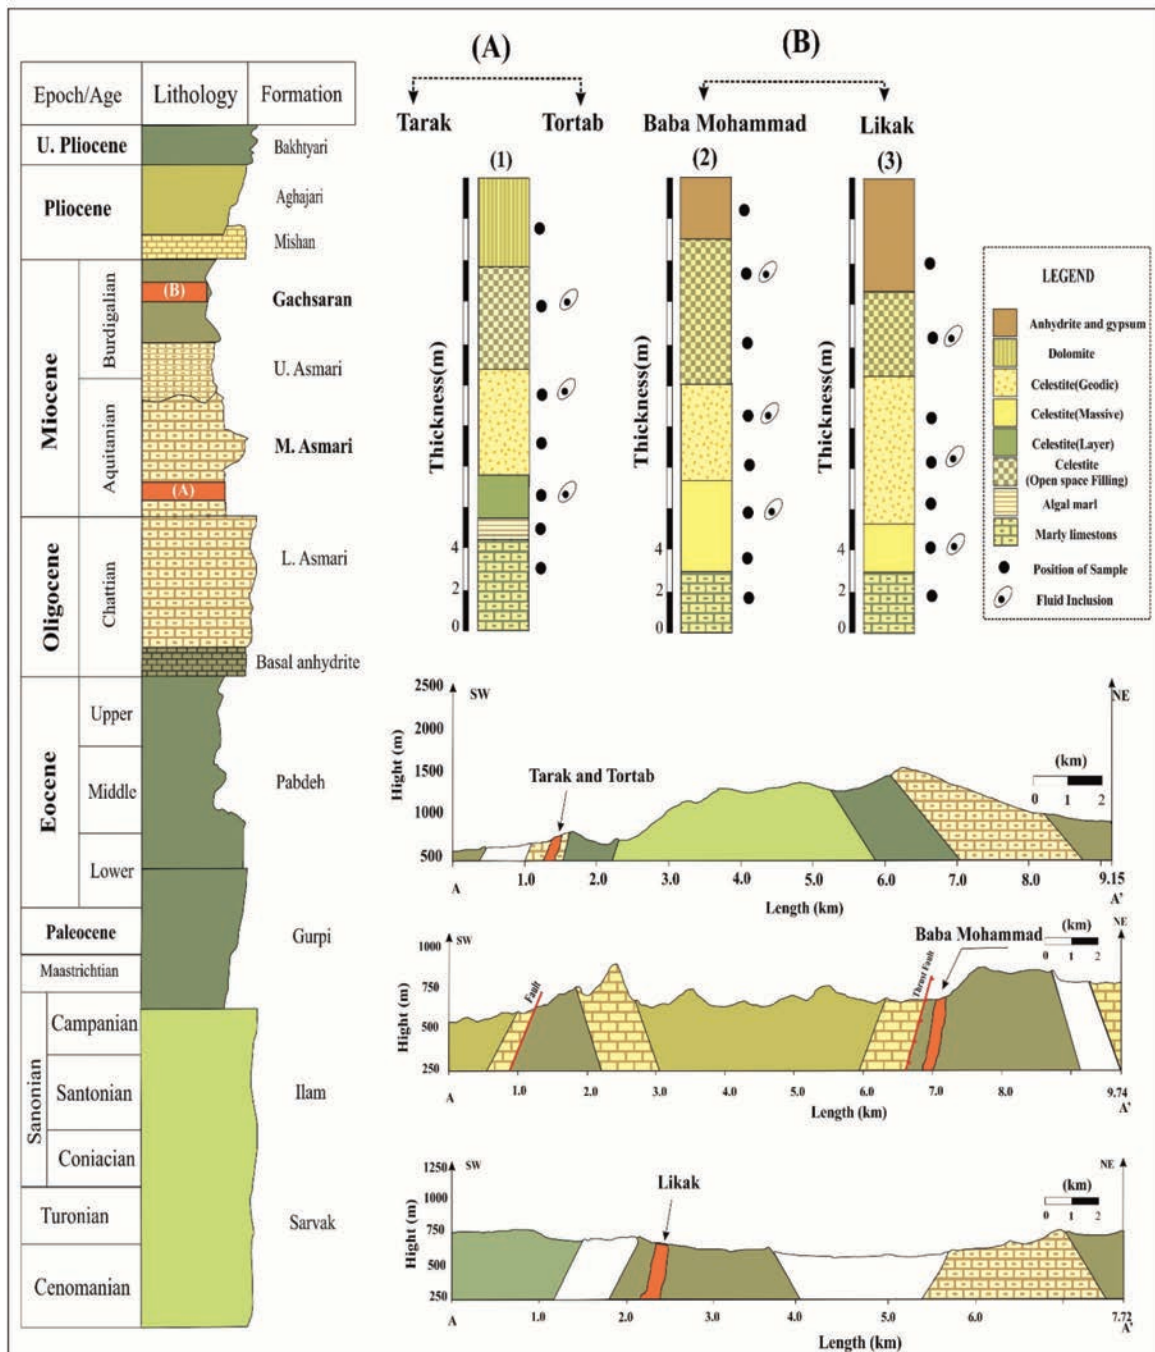 Epoch/Age Lithology Formation
U. Pliocene Bakhtyari
Pliocene Aghajari
Mishan
Miocene
Burdigalian
(B)
Gachsaran
U. Asmari
Aquitanian
M. Asmari
(A)
Oligocene
Chattian
L. Asmari
Basal anhydrite
Eocene
Upper
Middle
Pabdeh
Lower
Paleocene
Gurpi
Maastrichtian
Sanonian
Campanian
Santonian
Ilam
Coniacian
Turonian
Sarvak
Cenomanian
(A)
Tarak Tortab
(B)
Baba Mohammad Likak
(1)
Thickness(m)
4
2
0
(2)
Thickness(m)
4
2
0
(3)
Thickness(m)
4
2
0
LEGEND
Anhydrite and gypsum
Dolomite
Celestite(Geodic)
Celestite(Massive)
Celestite(Layer)
Celestite
(Open space Filling)
Algal marl
Marly limestons
Position of Sample
Fluid Inclusion
2500
2000
1500
1000
500
Hight (m)
SW
NE
Tarak and Tortab
(km)
0 1 2
1.0 2.0 3.0 4.0 5.0 6.0 7.0 8.0 9.15
A A'
Length (km)
1000
750
500
250
Hight (m)
SW
NE
Fault
Thrust Fault
Baba Mohammad
(km)
0 1 2
A 1.0 2.0 3.0 4.0 5.0 6.0 7.0 8.0 9.74
A'
Length (km)
1250
1000
750
500
250
Hight (m)
SW
NE
Likak
(km)
0 1 2
A 1.0 2.0 3.0 4.0 5.0 6.0 7.72
A'
Length (km)